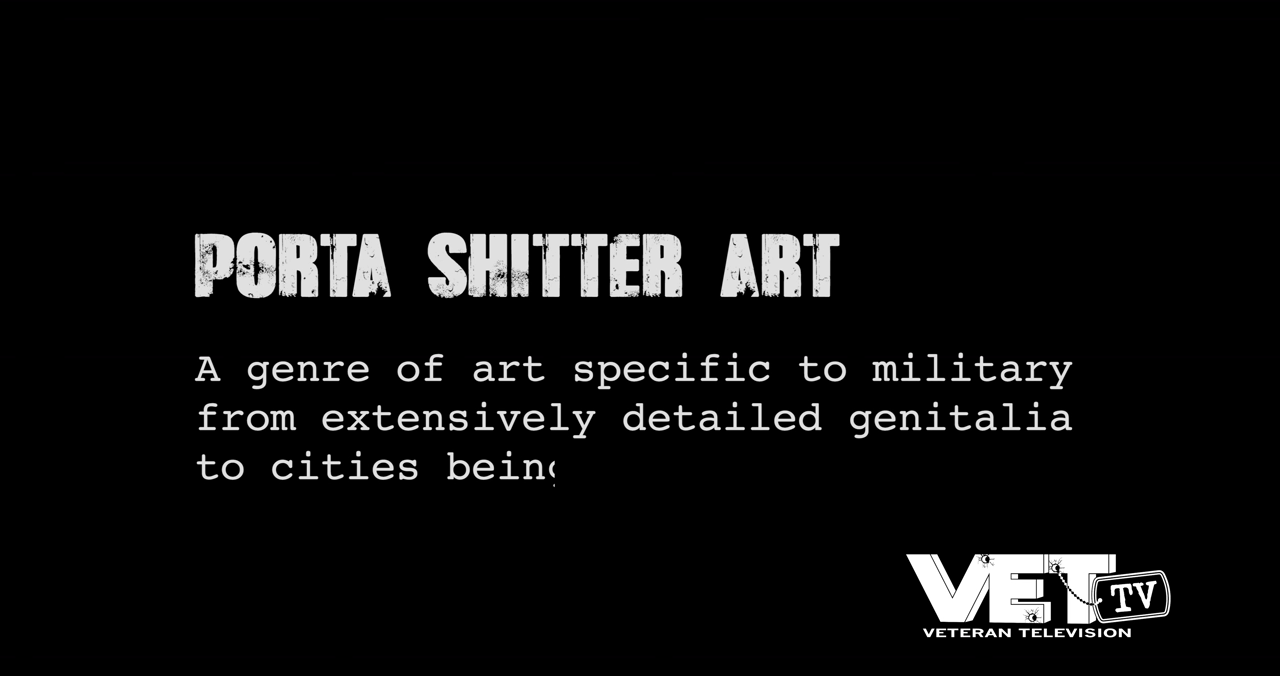 PORTA SHITTER ART
A genre of art specific to military
from extensively detailed genitalia
to cities being
VET TV
VETERAN TELEVISION